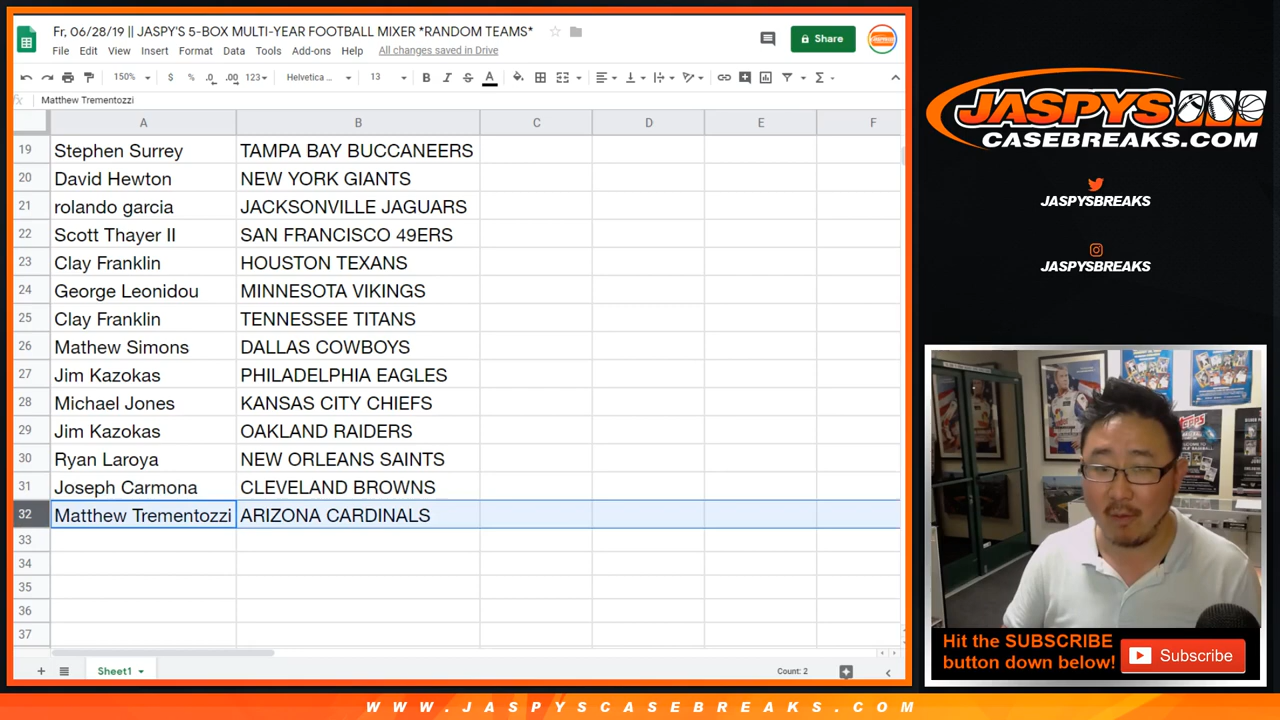 Fr, 06/28/19 || JASPY'S 5-BOX MULTI-YEAR FOOTBALL MIXER *RANDOM TEAMS*
File Edit View Insert Format Data Tools Add-ons Help All changes saved in Drive
Share
150% $ % .0 .00 123 Helvetica ... 13 B I S A
fx Matthew Trementozzi
A B C D E F
19 Stephen Surrey TAMPA BAY BUCCANEERS
20 David Hewton NEW YORK GIANTS
21 rolando garcia JACKSONVILLE JAGUARS
22 Scott Thayer II SAN FRANCISCO 49ERS
23 Clay Franklin HOUSTON TEXANS
24 George Leonidou MINNESOTA VIKINGS
25 Clay Franklin TENNESSEE TITANS
26 Mathew Simons DALLAS COWBOYS
27 Jim Kazokas PHILADELPHIA EAGLES
28 Michael Jones KANSAS CITY CHIEFS
29 Jim Kazokas OAKLAND RAIDERS
30 Ryan Laroya NEW ORLEANS SAINTS
31 Joseph Carmona CLEVELAND BROWNS
32 Matthew Trementozzi ARIZONA CARDINALS
33
34
35
36
37
Sheet1
Count: 2
JASPYS
CASEBREAKS.COM
JASPYSBREAKS
JASPYSBREAKS
Hit the SUBSCRIBE
button down below!
Subscribe
WWW.JASPYSCASEBREAKS.COM